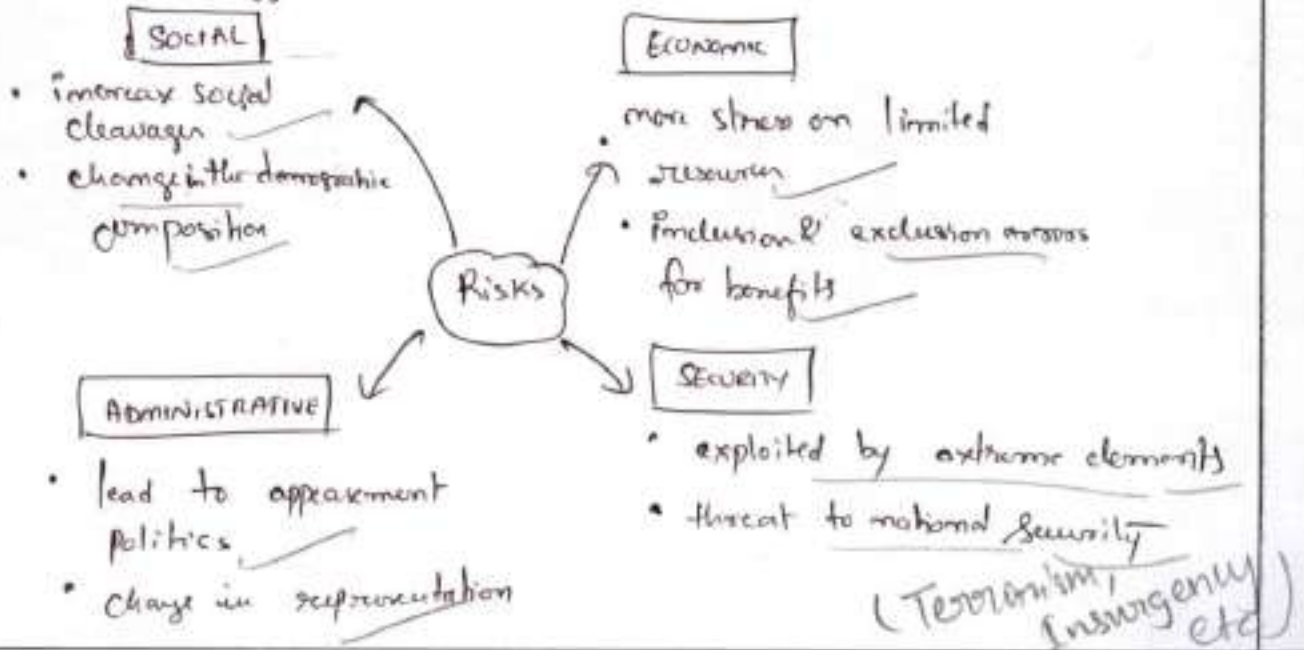 SOCIAL
• increase social
cleavages
• change in the demographic
composition
ECONOMIC
• more stress on limited
resources
• inclusion & exclusion errors
for benefits
Risks
ADMINISTRATIVE
• lead to appeasement
politics
• change in representation
SECURITY
• exploited by extreme elements
• threat to national security
(Terrorism,
Insurgency
etc)